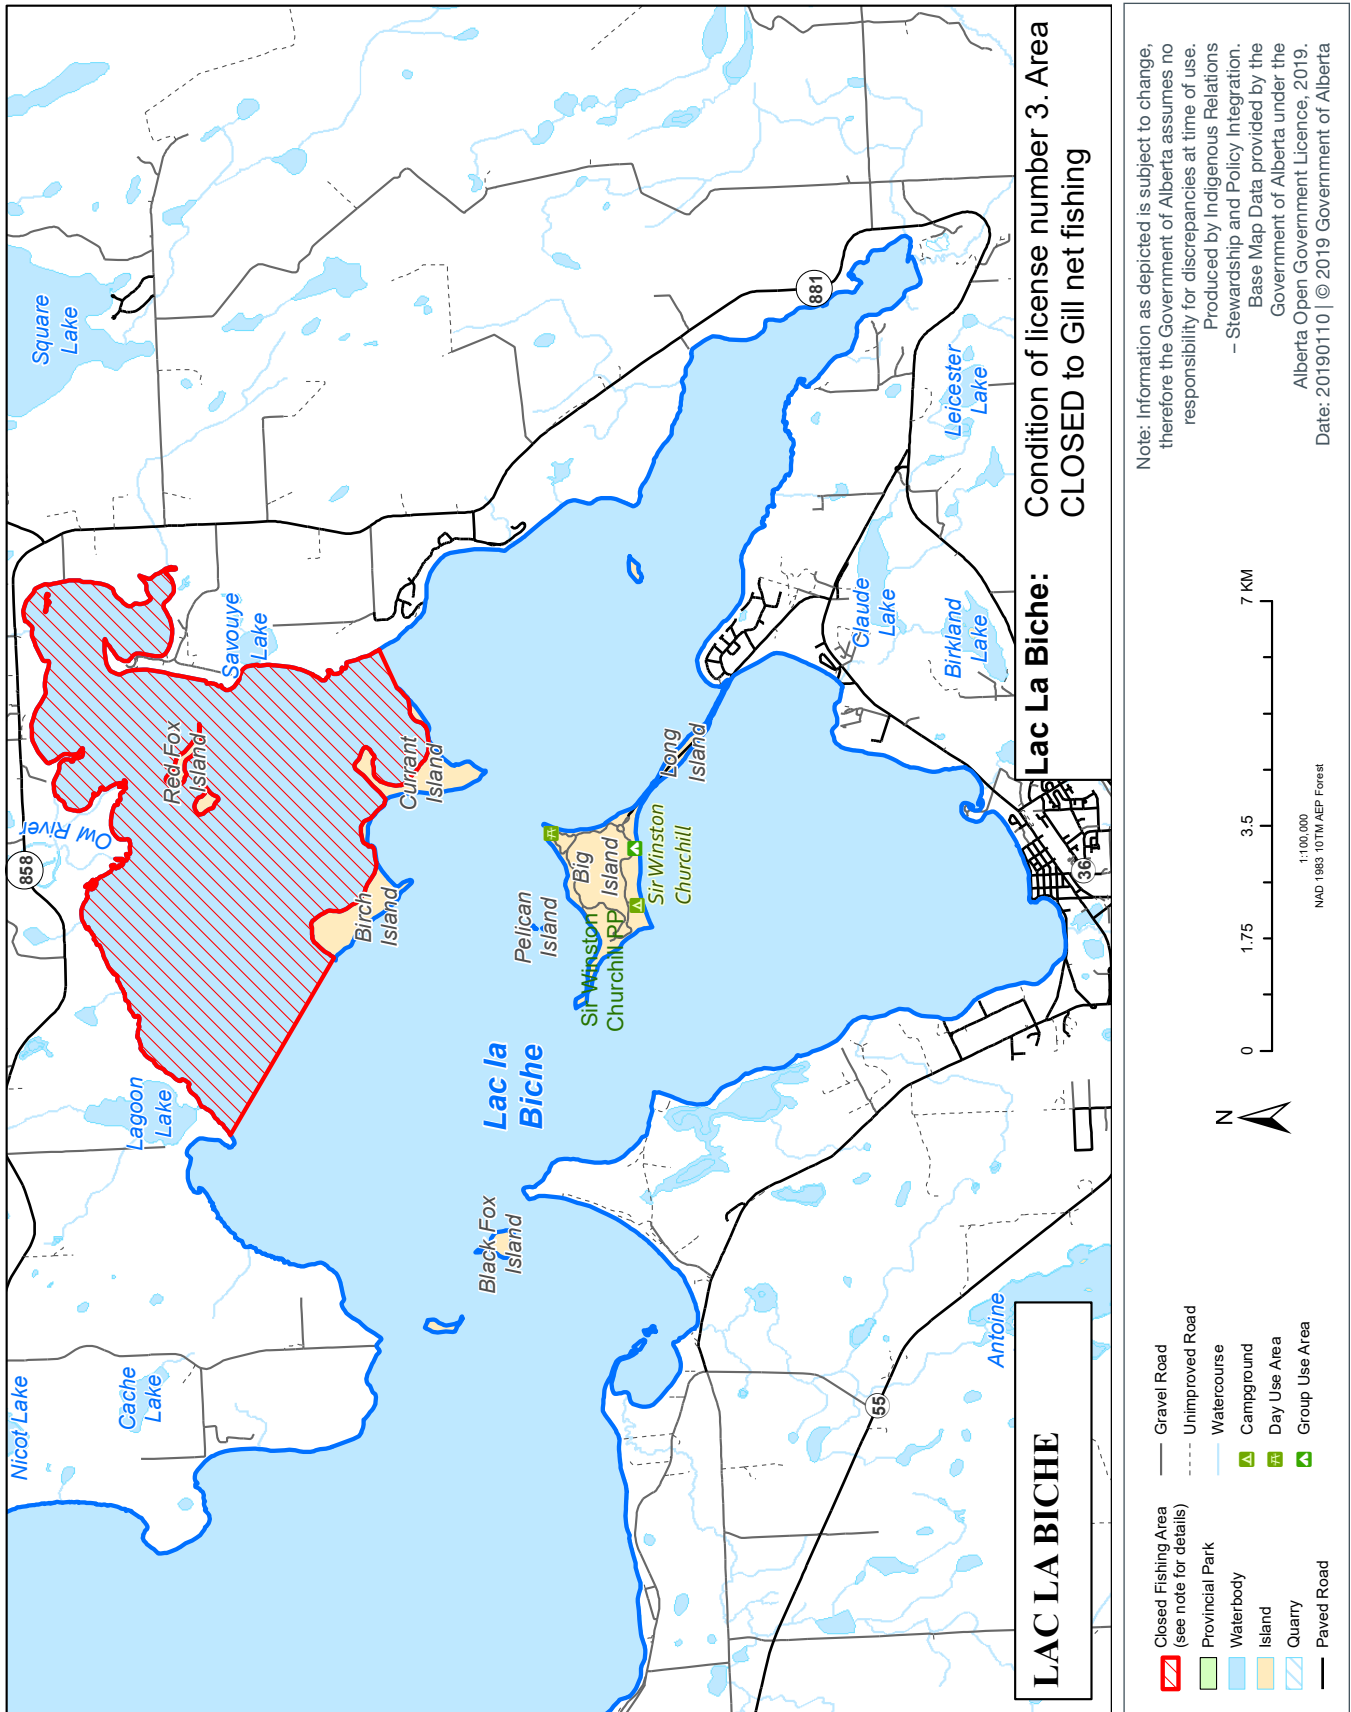 Nicot Lake
Cache
Lake
Lagoon
Lake
858
Owl River
Red Fox
Island
Savouye
Lake
Square
Lake
Birch
Island
Currant
Island
Black Fox
Island
Lac la
Biche
Pelican
Island
Big
Island
Sir Winston
Churchill PP
Sir Winston
Churchill
Long
Island
881
55
Antoine
36
Claude
Lake
Birkland
Lake
Leicester
Lake
LAC LA BICHE
Lac La Biche: Condition of license number 3. Area
CLOSED to Gill net fishing
Closed Fishing Area
(see note for details)
Provincial Park
Waterbody
Island
Quarry
Paved Road
Gravel Road
Unimproved Road
Watercourse
Campground
Day Use Area
Group Use Area
N
0 1.75 3.5 7 KM
1:100,000
NAD 1983 10TM AEP Forest
Note: Information as depicted is subject to change,
therefore the Government of Alberta assumes no
responsibility for discrepancies at time of use.
Produced by Indigenous Relations
– Stewardship and Policy Integration.
Base Map Data provided by the
Government of Alberta under the
Alberta Open Government Licence, 2019.
Date: 20190110 | © 2019 Government of Alberta